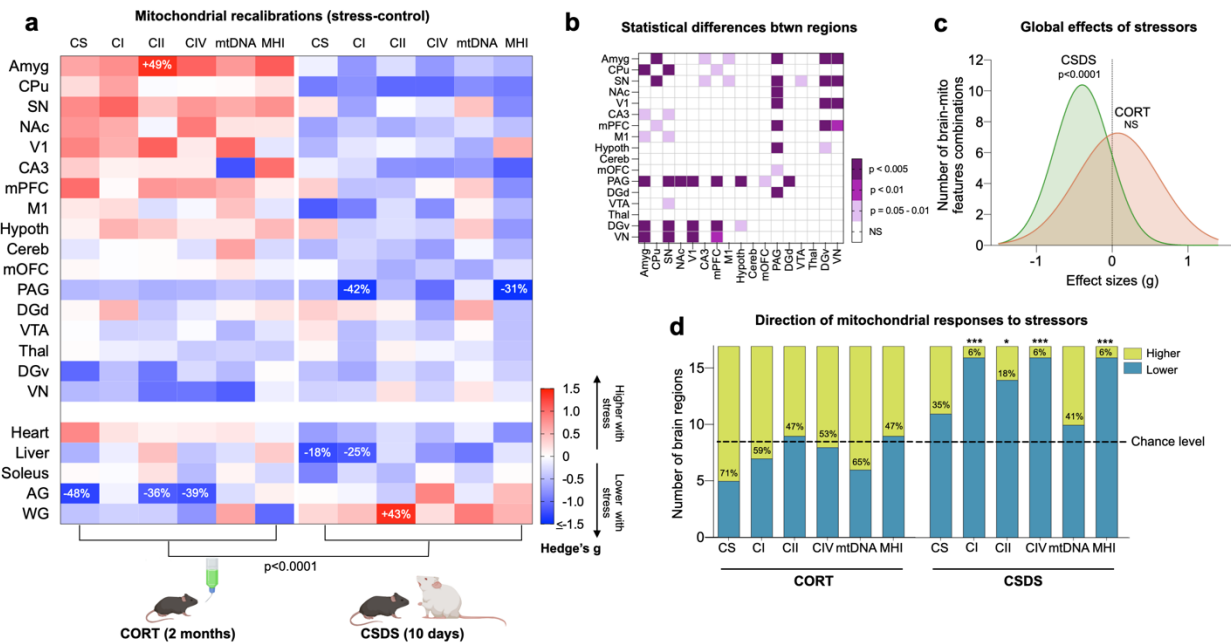 a
Mitochondrial recalibrations (stress-control)
CS CI CII CIV mtDNA MHI CS CI CII CIV mtDNA MHI
Amyg +49%
CPu
SN
NAc
V1
CA3
mPFC
M1
Hypoth
Cereb
mOFC
PAG -42% -31%
DGd
VTA
Thal
DGv
VN
Heart
Liver -18% -25%
Soleus
AG -48% -36% -39%
WG +43%
1.5
1.0
0.5
0
-0.5
-1.0
≤-1.5
Hedge's g
Higher with stress
Lower with stress
p<0.0001
CORT (2 months) CSDS (10 days)
b
Statistical differences btwn regions
Amyg
CPu
SN
NAc
V1
CA3
mPFC
M1
Hypoth
Cereb
mOFC
PAG
DGd
VTA
Thal
DGv
VN
Amyg CPu SN NAc V1 CA3 mPFC M1 Hypoth Cereb mOFC PAG DGd VTA Thal DGv VN
p < 0.005
p < 0.01
p = 0.05 - 0.01
NS
c
Global effects of stressors
CSDS
p<0.0001
CORT
NS
Number of brain-mito
features combinations
12
10
8
6
4
2
0
-1 0 1
Effect sizes (g)
d
Direction of mitochondrial responses to stressors
Number of brain regions
15
10
5
0
71% 59% 47% 53% 65% 47% 35% 6% 18% 6% 41% 6%
*** * *** ***
Higher
Lower
Chance level
CS CI CII CIV mtDNA MHI CS CI CII CIV mtDNA MHI
CORT CSDS